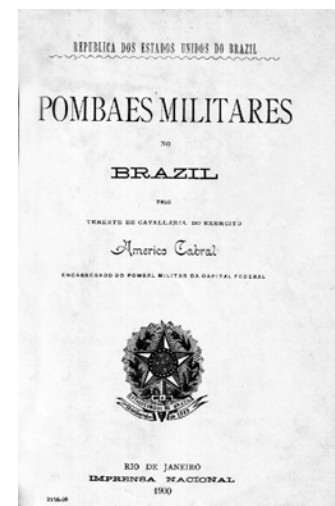 REPUBLICA DOS ESTADOS UNIDOS DO BRAZIL
POMBAES MILITARES
NO
BRAZIL
PELO
TENENTE DE CAVALLARIA DO EXERCITO
Americo Cabral
ENCARREGADO DO POMBAL MILITAR DA CAPITAL FEDERAL
RIO DE JANEIRO
IMPRENSA NACIONAL
1900